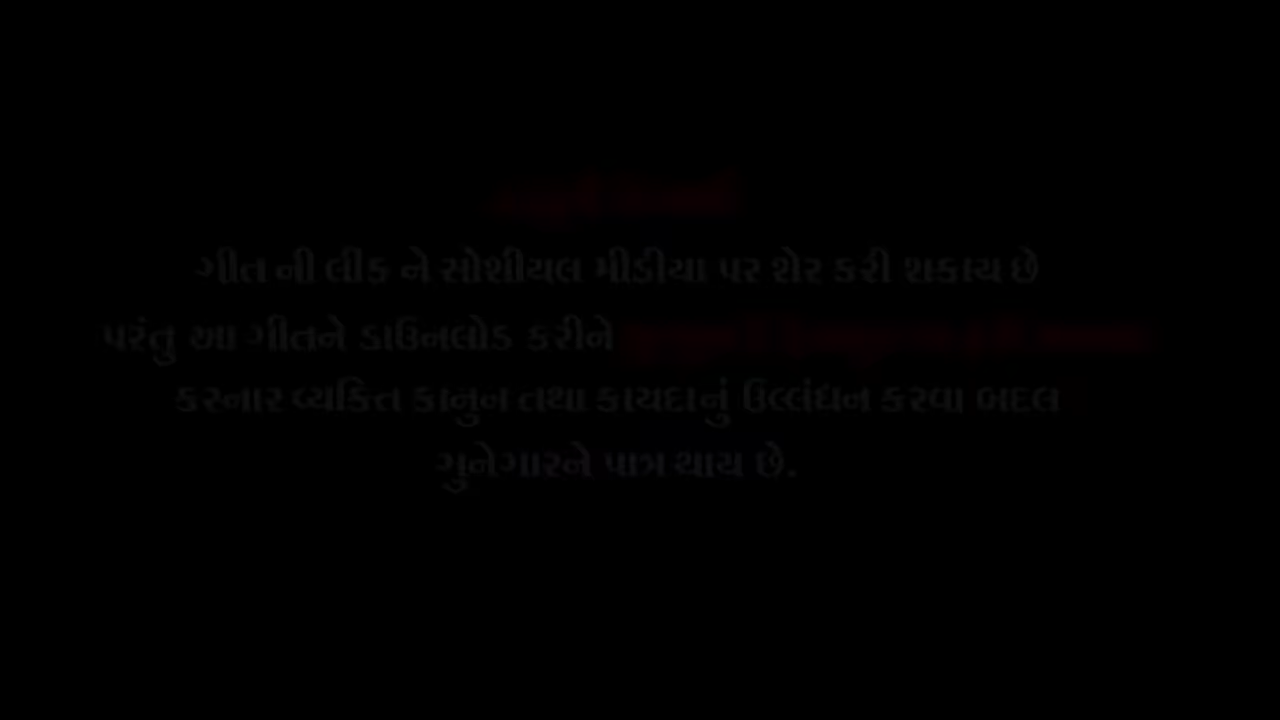 ગીત ની લીક ને સોશીયલ મીડીયા પર શેર કરી શકાય છે
પરંતુ આ ગીતને ડાઉનલોડ કરીને
કરનાર વ્યકિત કાનુન તથા કાયદાનું ઉલ્લંઘન કરવા બદલ
ગુનેગારને પાત્ર થાય છે.